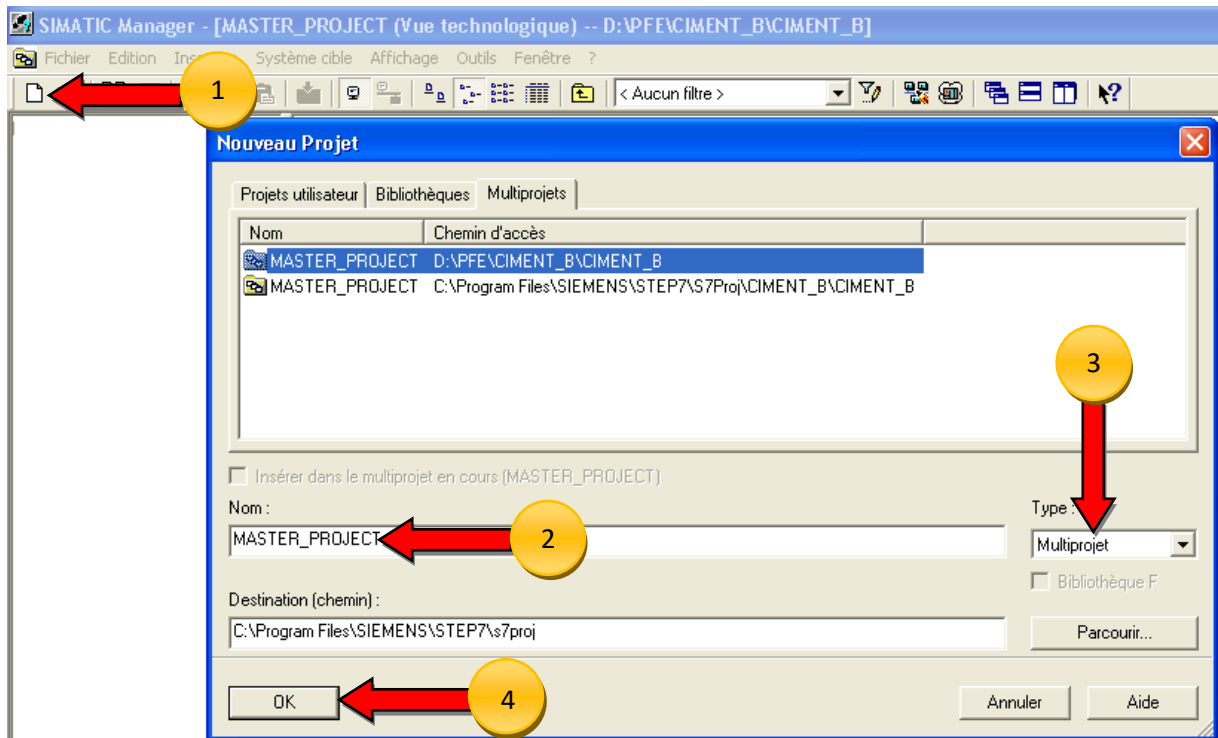 SIMATIC Manager - [MASTER_PROJECT (Vue technologique) -- D:\PFE\CIMENT_B\CIMENT_B]
Fichier Edition Ins Système cible Affichage Outils Fenêtre ?
1
< Aucun filtre >
Nouveau Projet
Projets utilisateur Bibliothèques Multiprojets
Nom Chemin d'accès
MASTER_PROJECT D:\PFE\CIMENT_B\CIMENT_B
MASTER_PROJECT C:\Program Files\SIEMENS\STEP7\S7Proj\CIMENT_B\CIMENT_B
3
Insérer dans le multiprojet en cours (MASTER_PROJECT)
Nom : Type :
MASTER_PROJECT 2 Multiprojet
Bibliothèque F
Destination (chemin) :
C:\Program Files\SIEMENS\STEP7\s7proj Parcourir...
OK 4 Annuler Aide